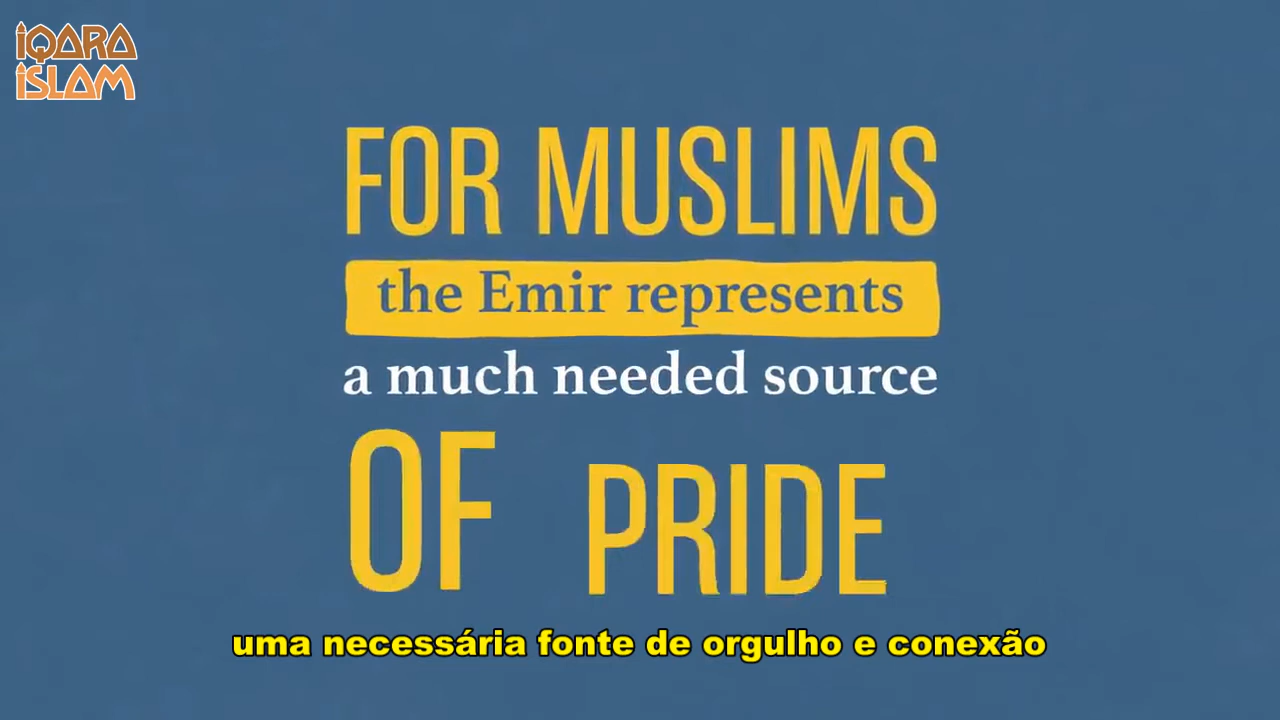 IQARA
ISLAM
FOR MUSLIMS
the Emir represents
a much needed source
OF PRIDE
uma necessária fonte de orgulho e conexão